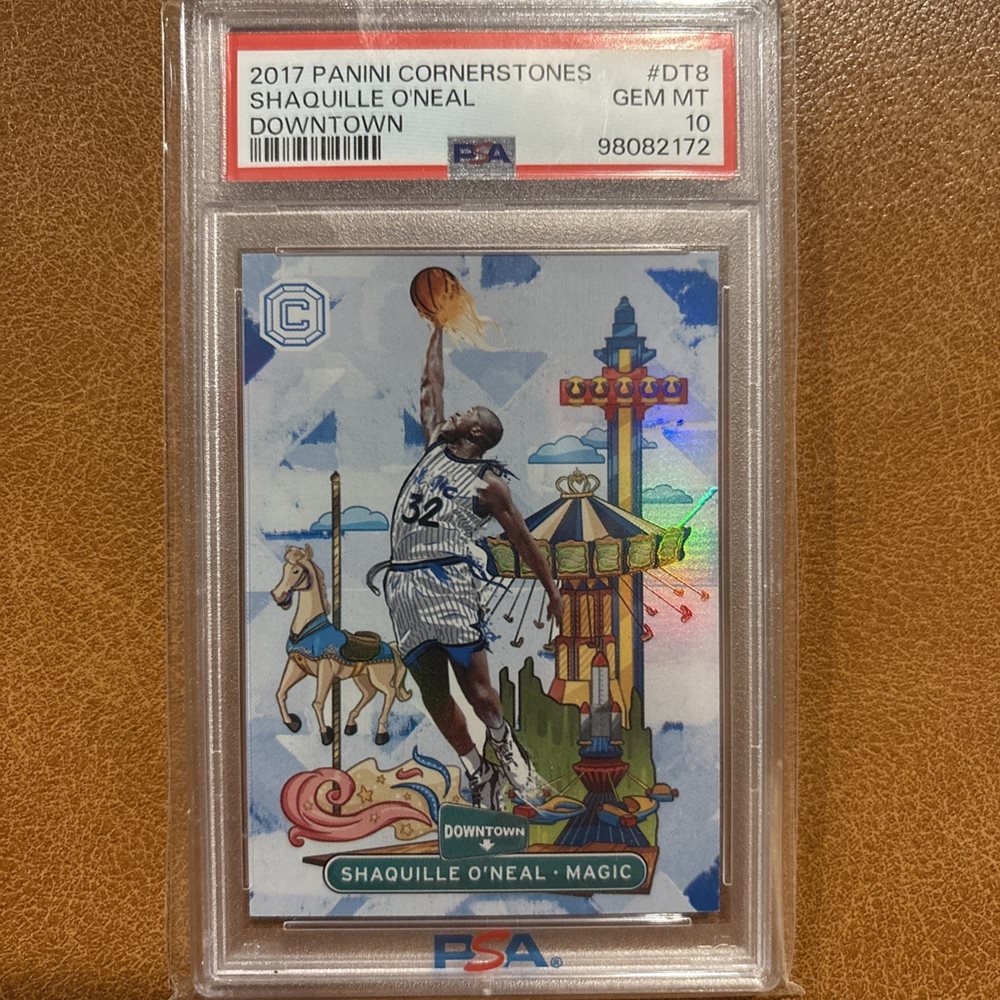 2017 PANINI CORNERSTONES #DT8
SHAQUILLE O'NEAL GEM MT
DOWNTOWN 10
PSA 98082172
C
32
DOWNTOWN
SHAQUILLE O'NEAL · MAGIC
PSA®